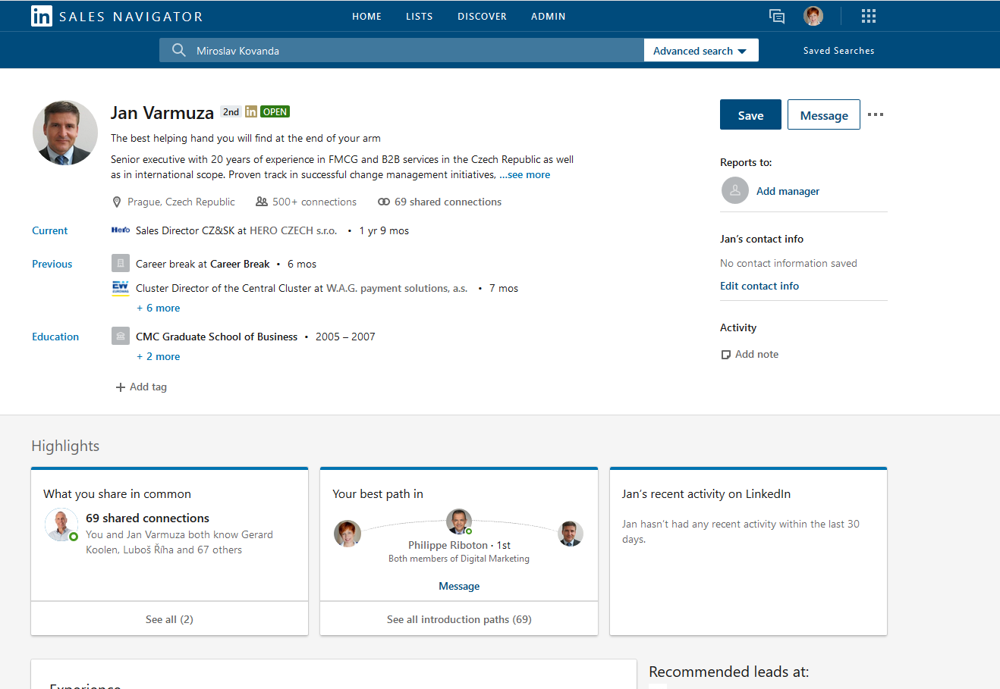 in SALES NAVIGATOR
HOME LISTS DISCOVER ADMIN
Miroslav Kovanda
Advanced search
Saved Searches
Jan Varmuza 2nd in OPEN
The best helping hand you will find at the end of your arm
Senior executive with 20 years of experience in FMCG and B2B services in the Czech Republic as well
as in international scope. Proven track in successful change management initiatives, ...see more
Prague, Czech Republic 500+ connections 69 shared connections
Current
Hero Sales Director CZ&SK at HERO CZECH s.r.o. • 1 yr 9 mos
Previous
Career break at Career Break • 6 mos
EW EUROWAG Cluster Director of the Central Cluster at W.A.G. payment solutions, a.s. • 7 mos
+ 6 more
Education
CMC Graduate School of Business • 2005 – 2007
+ 2 more
Add tag
Save
Message
Reports to:
Add manager
Jan's contact info
No contact information saved
Edit contact info
Activity
Add note
Highlights
What you share in common
69 shared connections
You and Jan Varmuza both know Gerard
Koolen, Luboš Říha and 67 others
See all (2)
Your best path in
Philippe Riboton · 1st
Both members of Digital Marketing
Message
See all introduction paths (69)
Jan's recent activity on LinkedIn
Jan hasn't had any recent activity within the last 30
days.
Experience
Recommended leads at: